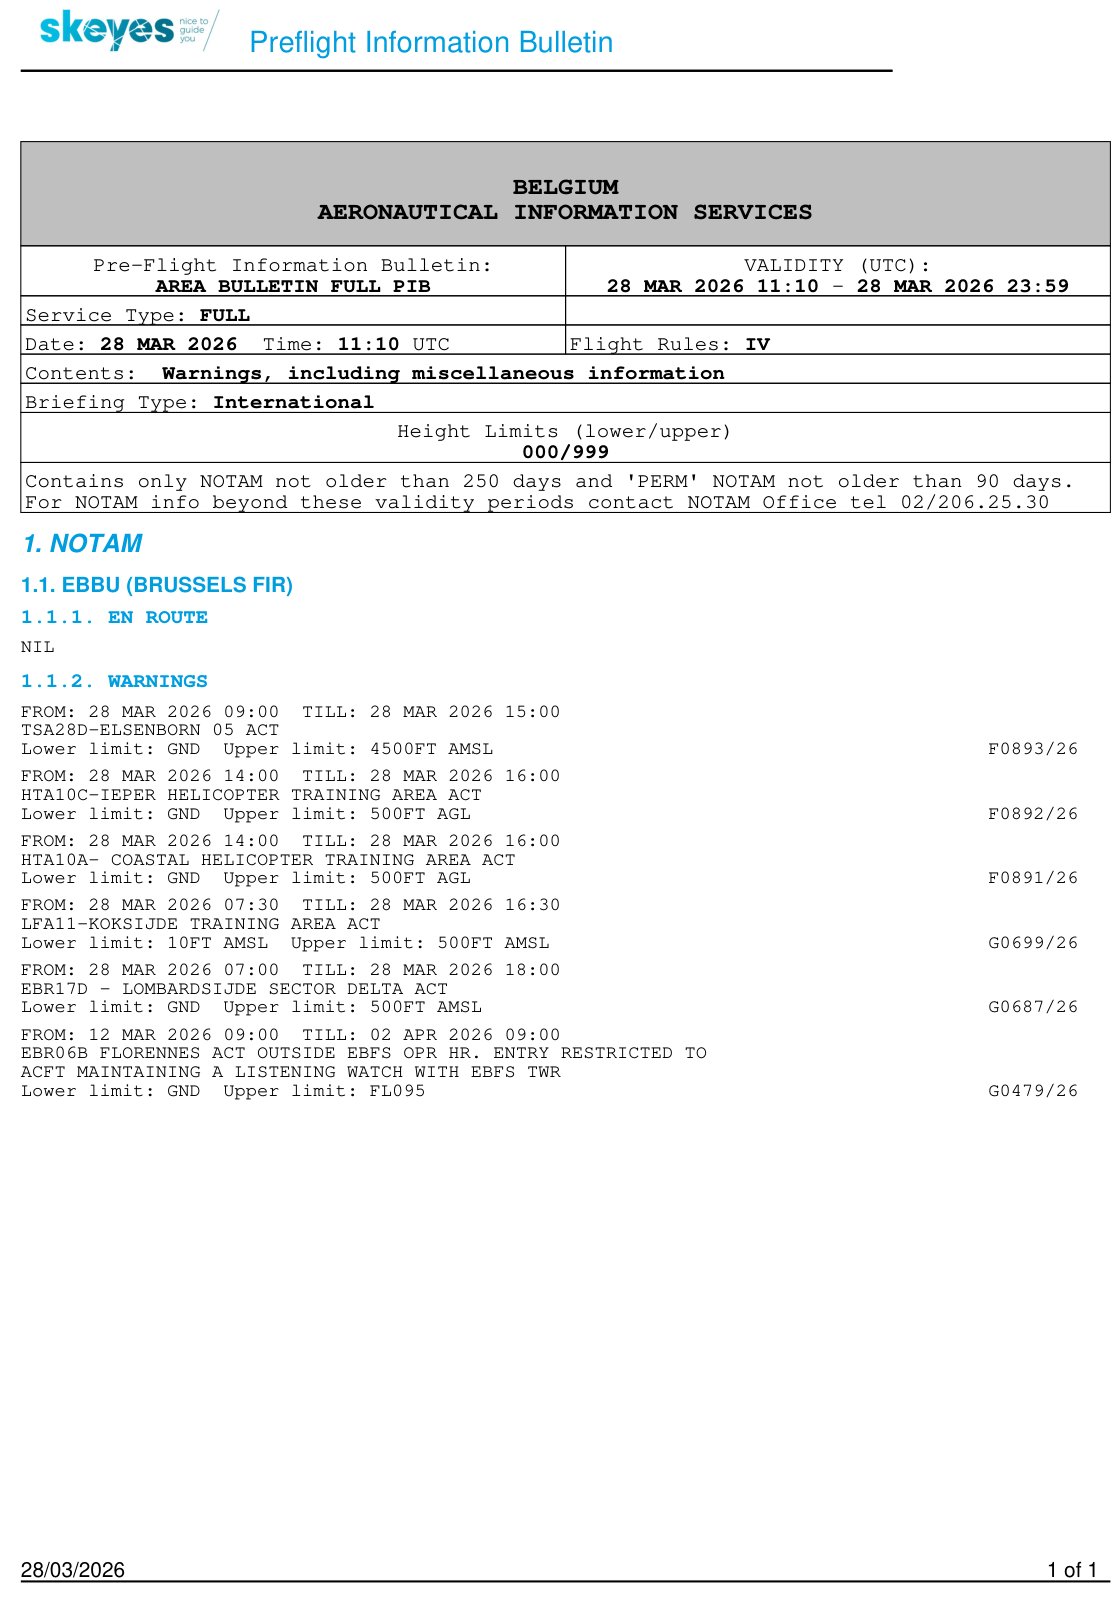 skeyes nice to guide you
Preflight Information Bulletin
BELGIUM
AERONAUTICAL INFORMATION SERVICES
Pre-Flight Information Bulletin:
AREA BULLETIN FULL PIB
VALIDITY (UTC):
28 MAR 2026 11:10 - 28 MAR 2026 23:59
Service Type: FULL
Date: 28 MAR 2026 Time: 11:10 UTC
Flight Rules: IV
Contents: Warnings, including miscellaneous information
Briefing Type: International
Height Limits (lower/upper)
000/999
Contains only NOTAM not older than 250 days and 'PERM' NOTAM not older than 90 days.
For NOTAM info beyond these validity periods contact NOTAM Office tel 02/206.25.30
1. NOTAM
1.1. EBBU (BRUSSELS FIR)
1.1.1. EN ROUTE
NIL
1.1.2. WARNINGS
FROM: 28 MAR 2026 09:00 TILL: 28 MAR 2026 15:00
TSA28D-ELSENBORN 05 ACT
Lower limit: GND Upper limit: 4500FT AMSL F0893/26
FROM: 28 MAR 2026 14:00 TILL: 28 MAR 2026 16:00
HTA10C-IEPER HELICOPTER TRAINING AREA ACT
Lower limit: GND Upper limit: 500FT AGL F0892/26
FROM: 28 MAR 2026 14:00 TILL: 28 MAR 2026 16:00
HTA10A- COASTAL HELICOPTER TRAINING AREA ACT
Lower limit: GND Upper limit: 500FT AGL F0891/26
FROM: 28 MAR 2026 07:30 TILL: 28 MAR 2026 16:30
LFA11-KOKSIJDE TRAINING AREA ACT
Lower limit: 10FT AMSL Upper limit: 500FT AMSL G0699/26
FROM: 28 MAR 2026 07:00 TILL: 28 MAR 2026 18:00
EBR17D - LOMBARDSIJDE SECTOR DELTA ACT
Lower limit: GND Upper limit: 500FT AMSL G0687/26
FROM: 12 MAR 2026 09:00 TILL: 02 APR 2026 09:00
EBR06B FLORENNES ACT OUTSIDE EBFS OPR HR. ENTRY RESTRICTED TO
ACFT MAINTAINING A LISTENING WATCH WITH EBFS TWR
Lower limit: GND Upper limit: FL095 G0479/26
28/03/2026 1 of 1